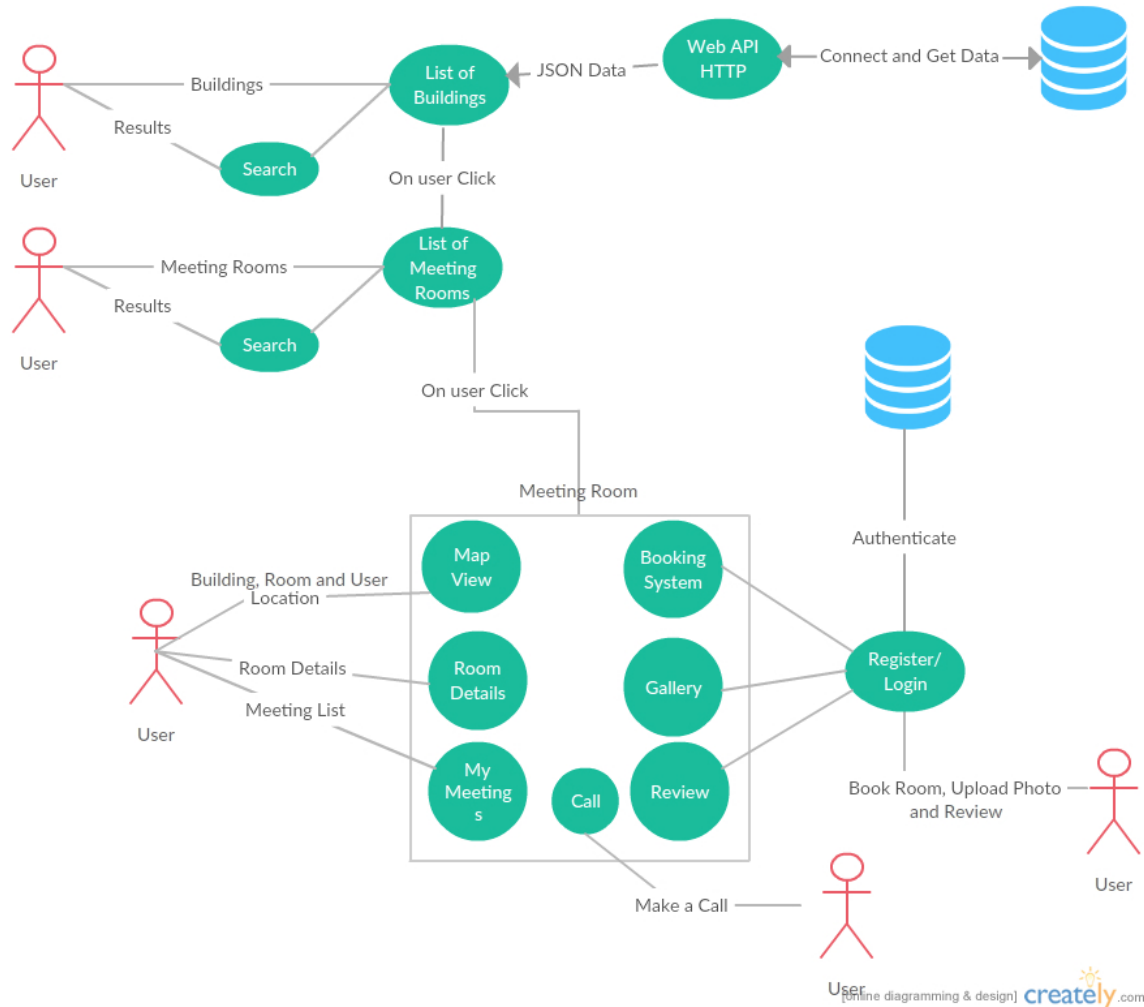 Web API
HTTP
Connect and Get Data
List of
Buildings
JSON Data
Buildings
Results
Search
User
On user Click
List of
Meeting
Rooms
Meeting Rooms
Results
Search
User
On user Click
Meeting Room
Map
View
Booking
System
Authenticate
Building, Room and User
Location
Room Details
Room
Details
Gallery
Register/
Login
Meeting List
User
My
Meeting
s
Call
Review
Book Room, Upload Photo
and Review
User
Make a Call
User
[online diagramming & design]
creately.com